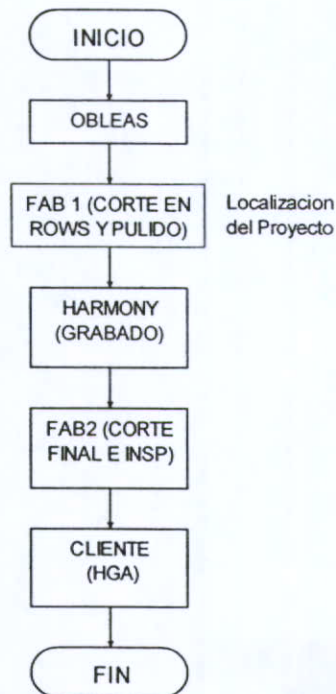 INICIO
OBLEAS
FAB 1 (CORTE EN
ROWS Y PULIDO)
Localizacion
del Proyecto
HARMONY
(GRABADO)
FAB2 (CORTE
FINAL E INSP)
CLIENTE
(HGA)
FIN